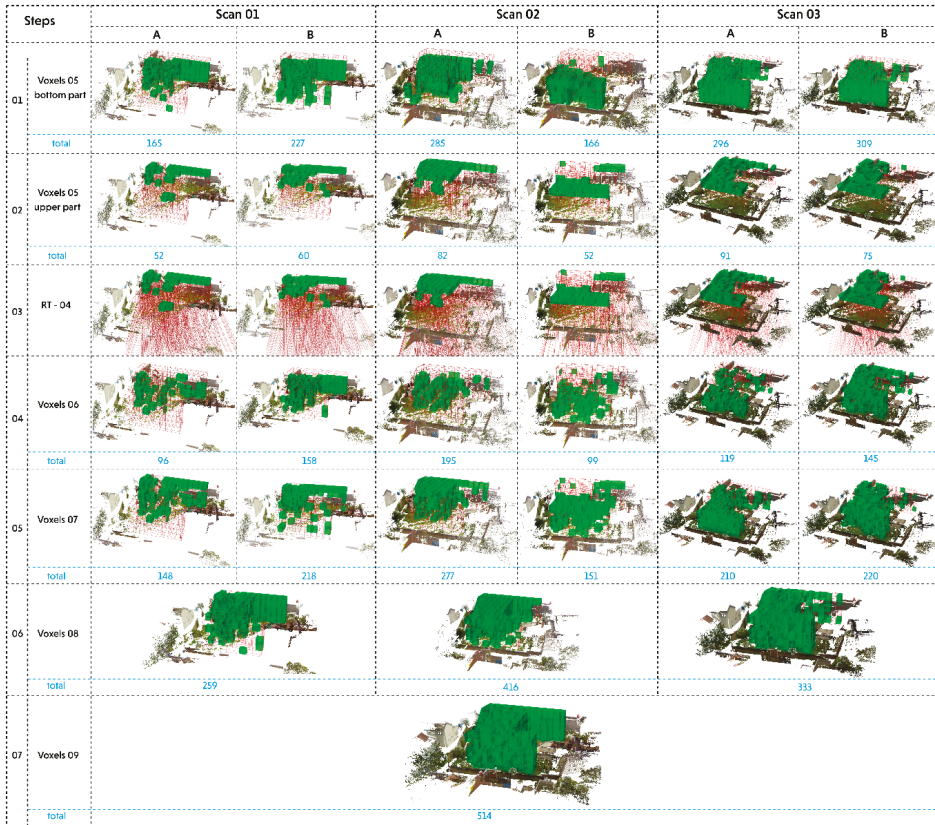 Steps
Scan 01
Scan 02
Scan 03
A
B
A
B
A
B
01
Voxels 05
bottom part
total
165
227
285
166
296
309
02
Voxels 05
upper part
total
52
60
82
52
91
75
03
RT - 04
04
Voxels 06
total
96
158
195
99
119
145
05
Voxels 07
total
148
218
277
151
210
220
06
Voxels 08
total
259
416
333
07
Voxels 09
total
514